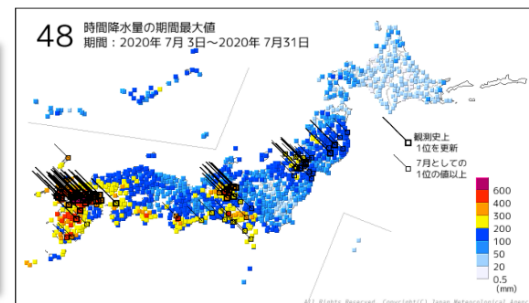 48 時間降水量の期間最大値
期間：2020年 7月 3日～2020年 7月31日
観測史上
1位を更新
7月としての
1位の値以上
600
400
300
200
100
50
20
0.5
(mm)
All Rights Reserved. Copyright(C) Japan Meteorological Agency